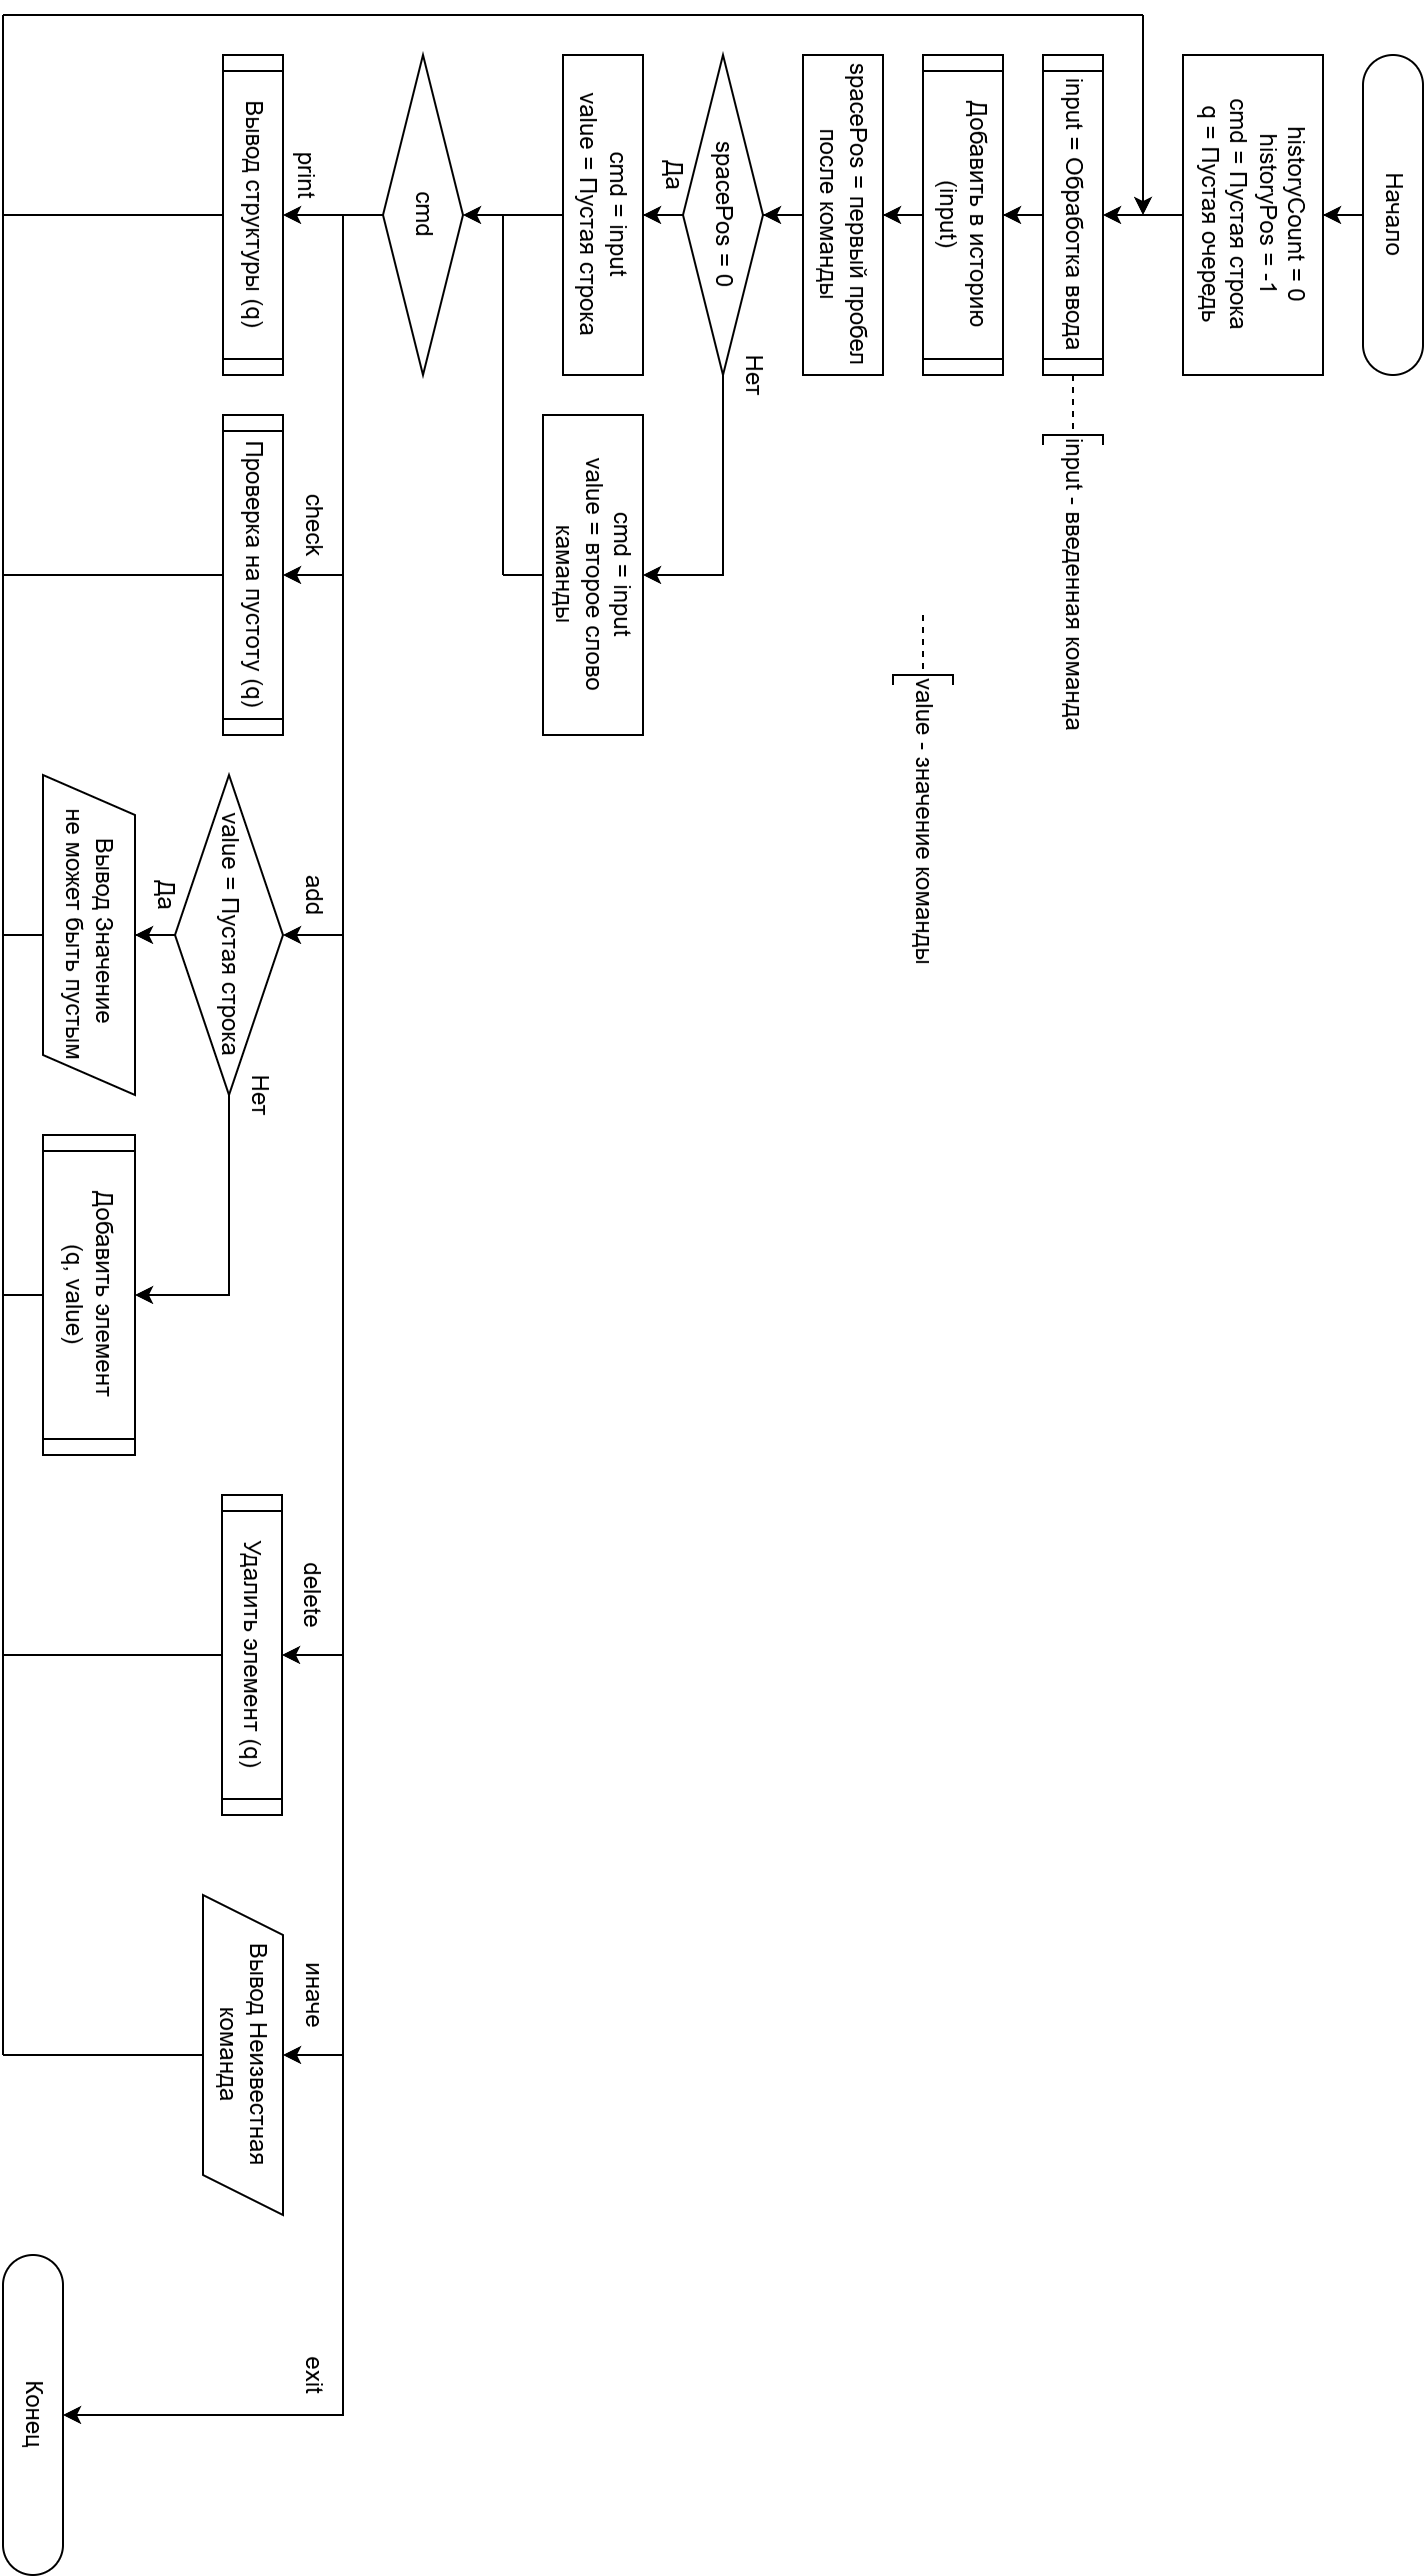 Начало
historyCount = 0
historyPos = -1
cmd = Пустая строка
q = Пустая очередь
input = Обработка ввода
input - введенная команда
Добавить в историю
(input)
value - значение команды
spacePos = первый пробел
после команды
spacePos = 0
Да
Нет
cmd = input
value = Пустая строка
cmd = input
value = второе слово
каманды
cmd
print
Вывод структуры (q)
check
Проверка на пустоту (q)
add
value = Пустая строка
Да
Нет
Вывод Значение
не может быть пустым
Добавить элемент
(q, value)
delete
Удалить элемент (q)
иначе
Вывод Неизвестная
команда
exit
Конец